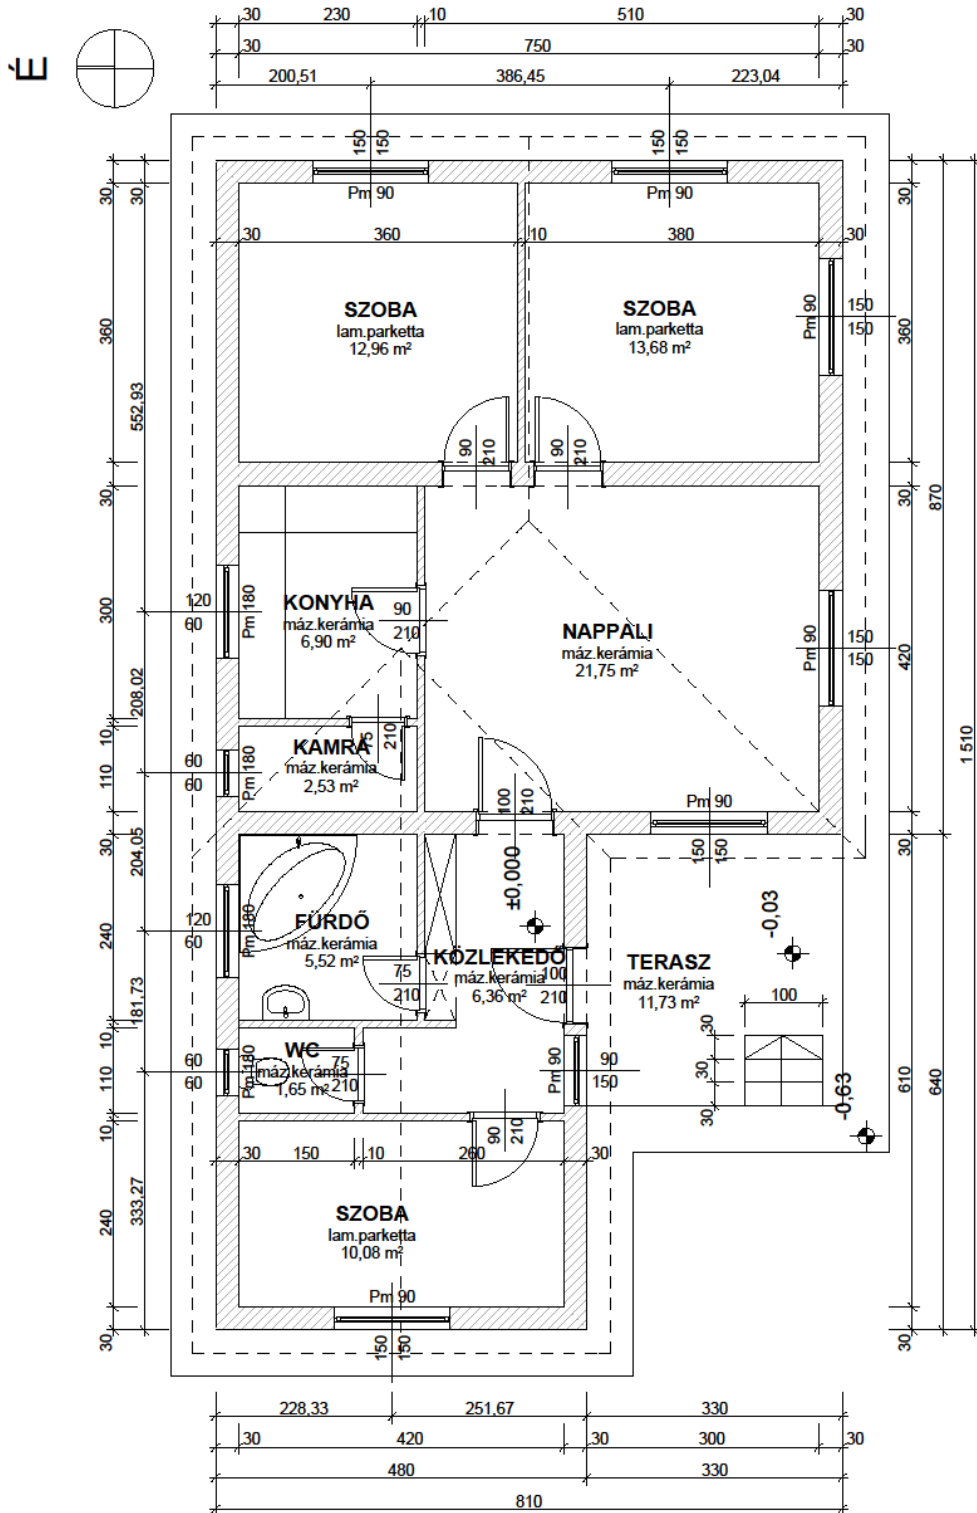 30 230 10 510 30
30 750 30
200,51 386,45 223,04
É
150 150 150 150
Pm 90 Pm 90
30 30 30
30 360 10 380 30
SZOBA
lam.parketta
12,96 m²
SZOBA
lam.parketta
13,68 m²
Pm 90
150
150
360
360
552,93
90 210
90 210
30 30
870
1 510
120
60
Pm 180
300
KONYHA
máz.kerámia
6,90 m²
90
210
NAPPALI
máz.kerámia
21,75 m²
Pm 90
150
150
420
208,02
10
110
60
60
Pm 180
KAMRA
máz.kerámia
2,53 m²
75 210
100 210
Pm 90
150 150
30
204,05
30
±0,000
120
60
Pm 180
240
FÜRDŐ
máz.kerámia
5,52 m²
75
210
KÖZLEKEDŐ
máz.kerámia
6,36 m²
100
210
TERASZ
máz.kerámia
11,73 m²
-0,03
100
30
30
30
181,73
10
110
10
60
60
Pm 180
WC
máz.kerámia
1,65 m²
75
210
Pm 90
90
150
-0,63
610
640
90 210
30 150 10 260 30
333,27
240
SZOBA
lam.parketta
10,08 m²
Pm 90
150 150
30
30
228,33 251,67 330
30 420 30 300 30
480 330
810